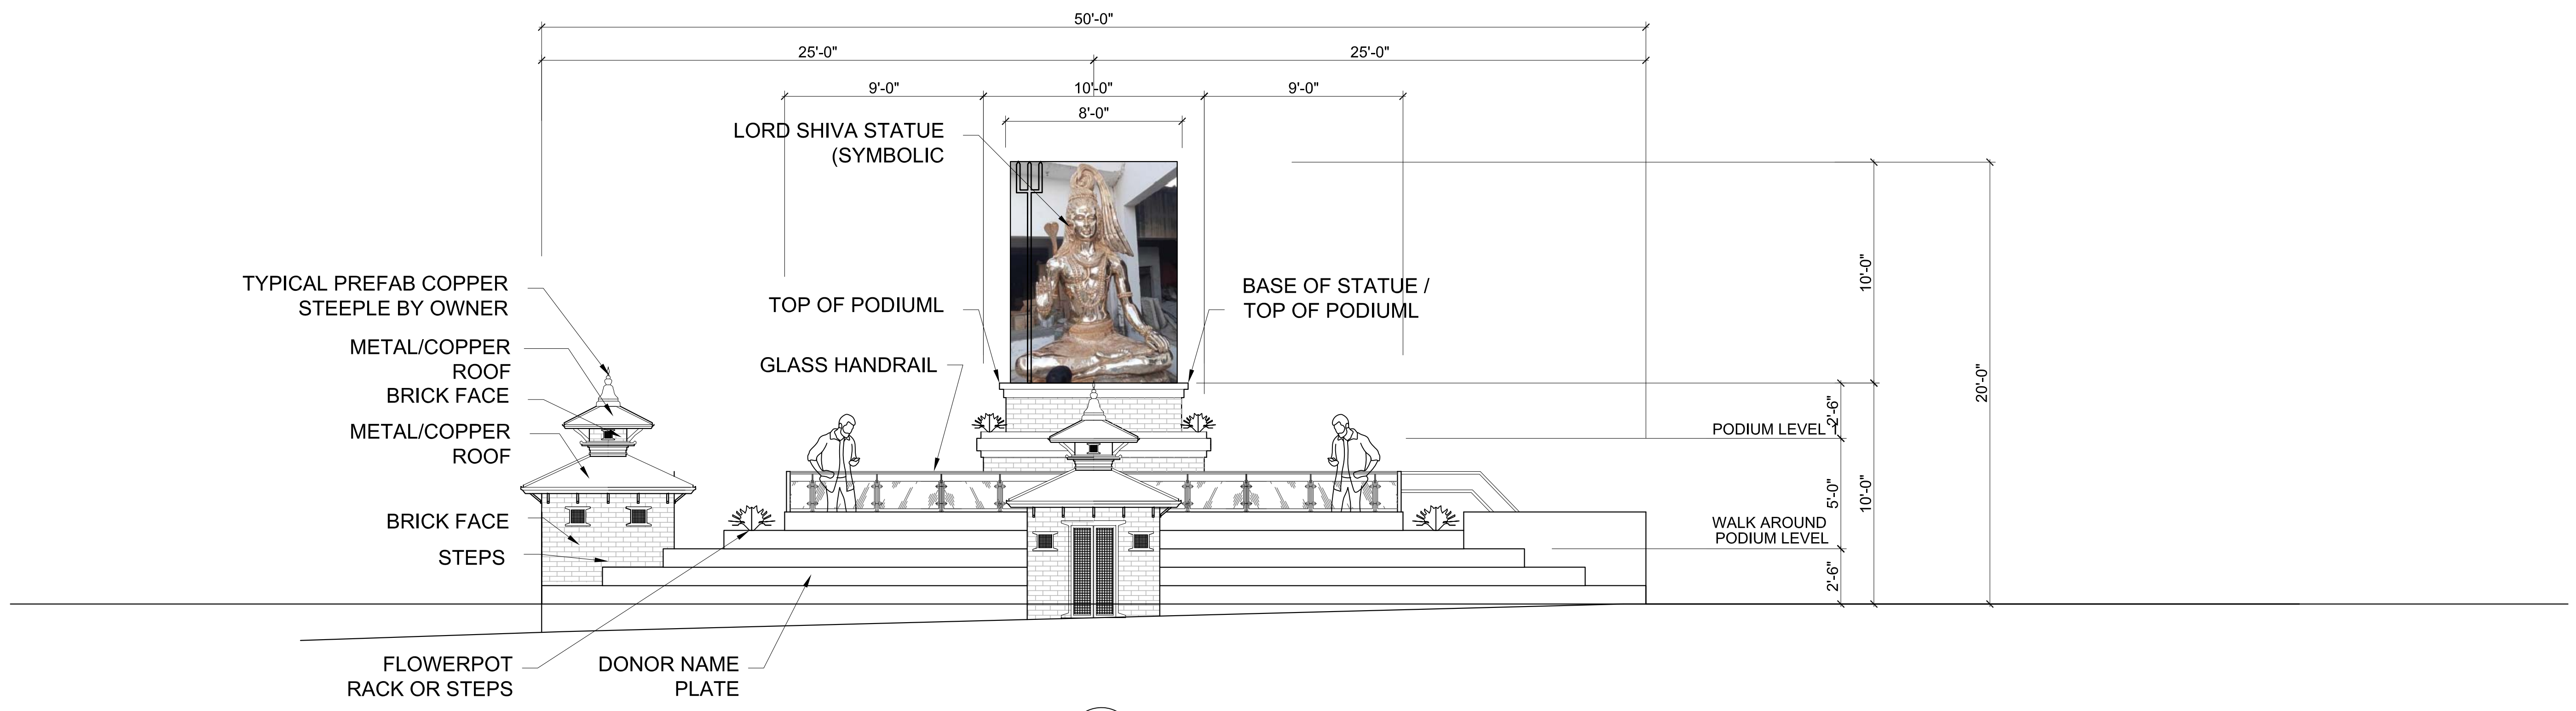 50'-0"
25'-0"
25'-0"
9'-0"
10'-0"
9'-0"
8'-0"
LORD SHIVA STATUE
(SYMBOLIC
TYPICAL PREFAB COPPER
STEEPLE BY OWNER
METAL/COPPER
ROOF
BRICK FACE
METAL/COPPER
ROOF
BRICK FACE
STEPS
FLOWERPOT
RACK OR STEPS
DONOR NAME
PLATE
TOP OF PODIUML
GLASS HANDRAIL
BASE OF STATUE /
TOP OF PODIUML
PODIUM LEVEL 1
WALK AROUND
PODIUM LEVEL
2'-6"
5'-0"
2'-6"
10'-0"
10'-0"
20'-0"